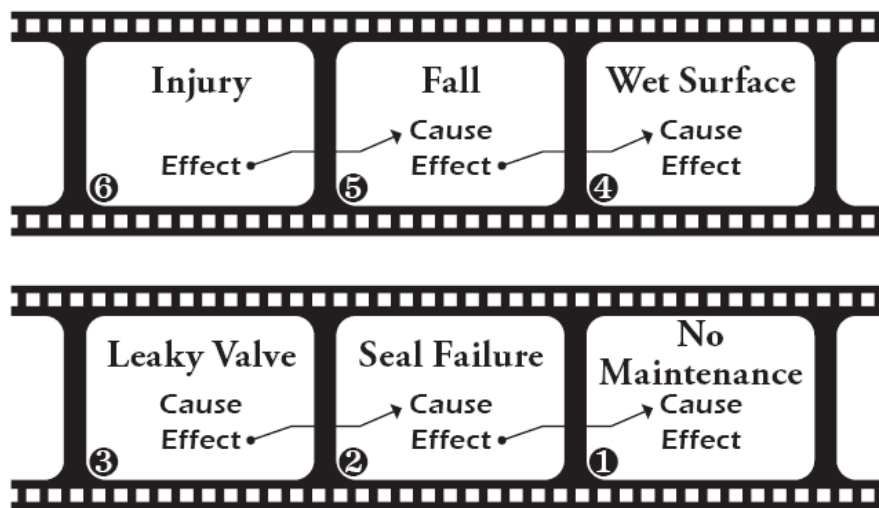 Injury
Fall
Wet Surface
Cause
Cause
Effect
Effect
Effect
6
5
4
Leaky Valve
Seal Failure
No
Maintenance
Cause
Cause
Cause
Effect
Effect
Effect
3
2
1